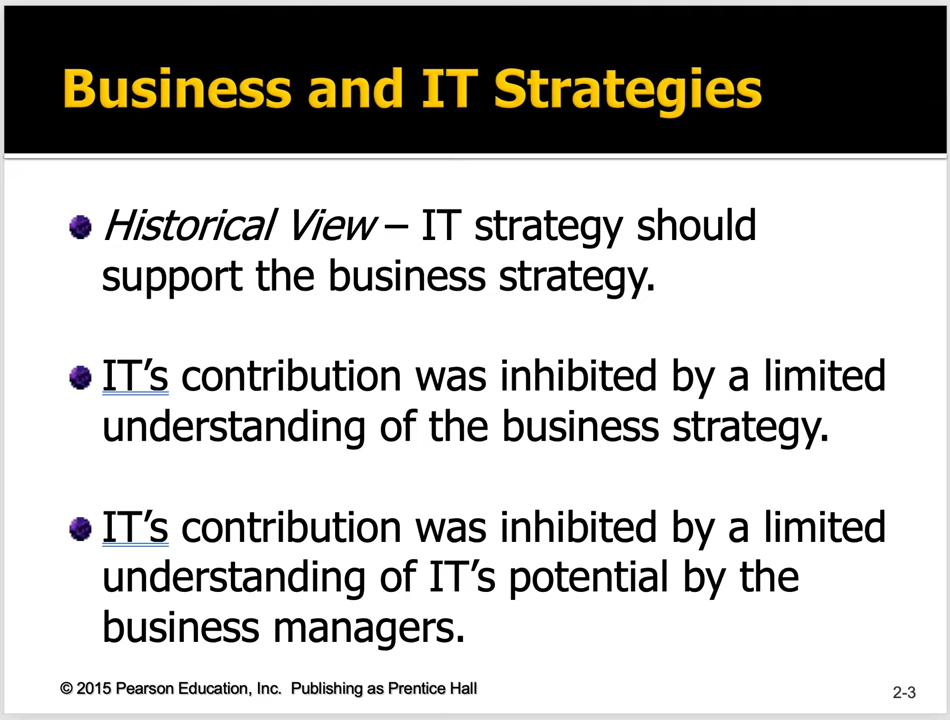 Business and IT Strategies
Historical View – IT strategy should
support the business strategy.
IT’s contribution was inhibited by a limited
understanding of the business strategy.
IT’s contribution was inhibited by a limited
understanding of IT’s potential by the
business managers.
© 2015 Pearson Education, Inc.  Publishing as Prentice Hall
2-3